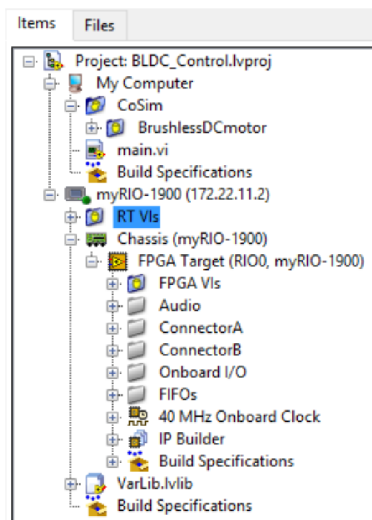 Items Files
Project: BLDC_Control.lvproj
My Computer
CoSim
BrushlessDCmotor
main.vi
Build Specifications
myRIO-1900 (172.22.11.2)
RT VIs
Chassis (myRIO-1900)
FPGA Target (RIO0, myRIO-1900)
FPGA VIs
Audio
ConnectorA
ConnectorB
Onboard I/O
FIFOs
40 MHz Onboard Clock
IP Builder
Build Specifications
VarLib.lvlib
Build Specifications